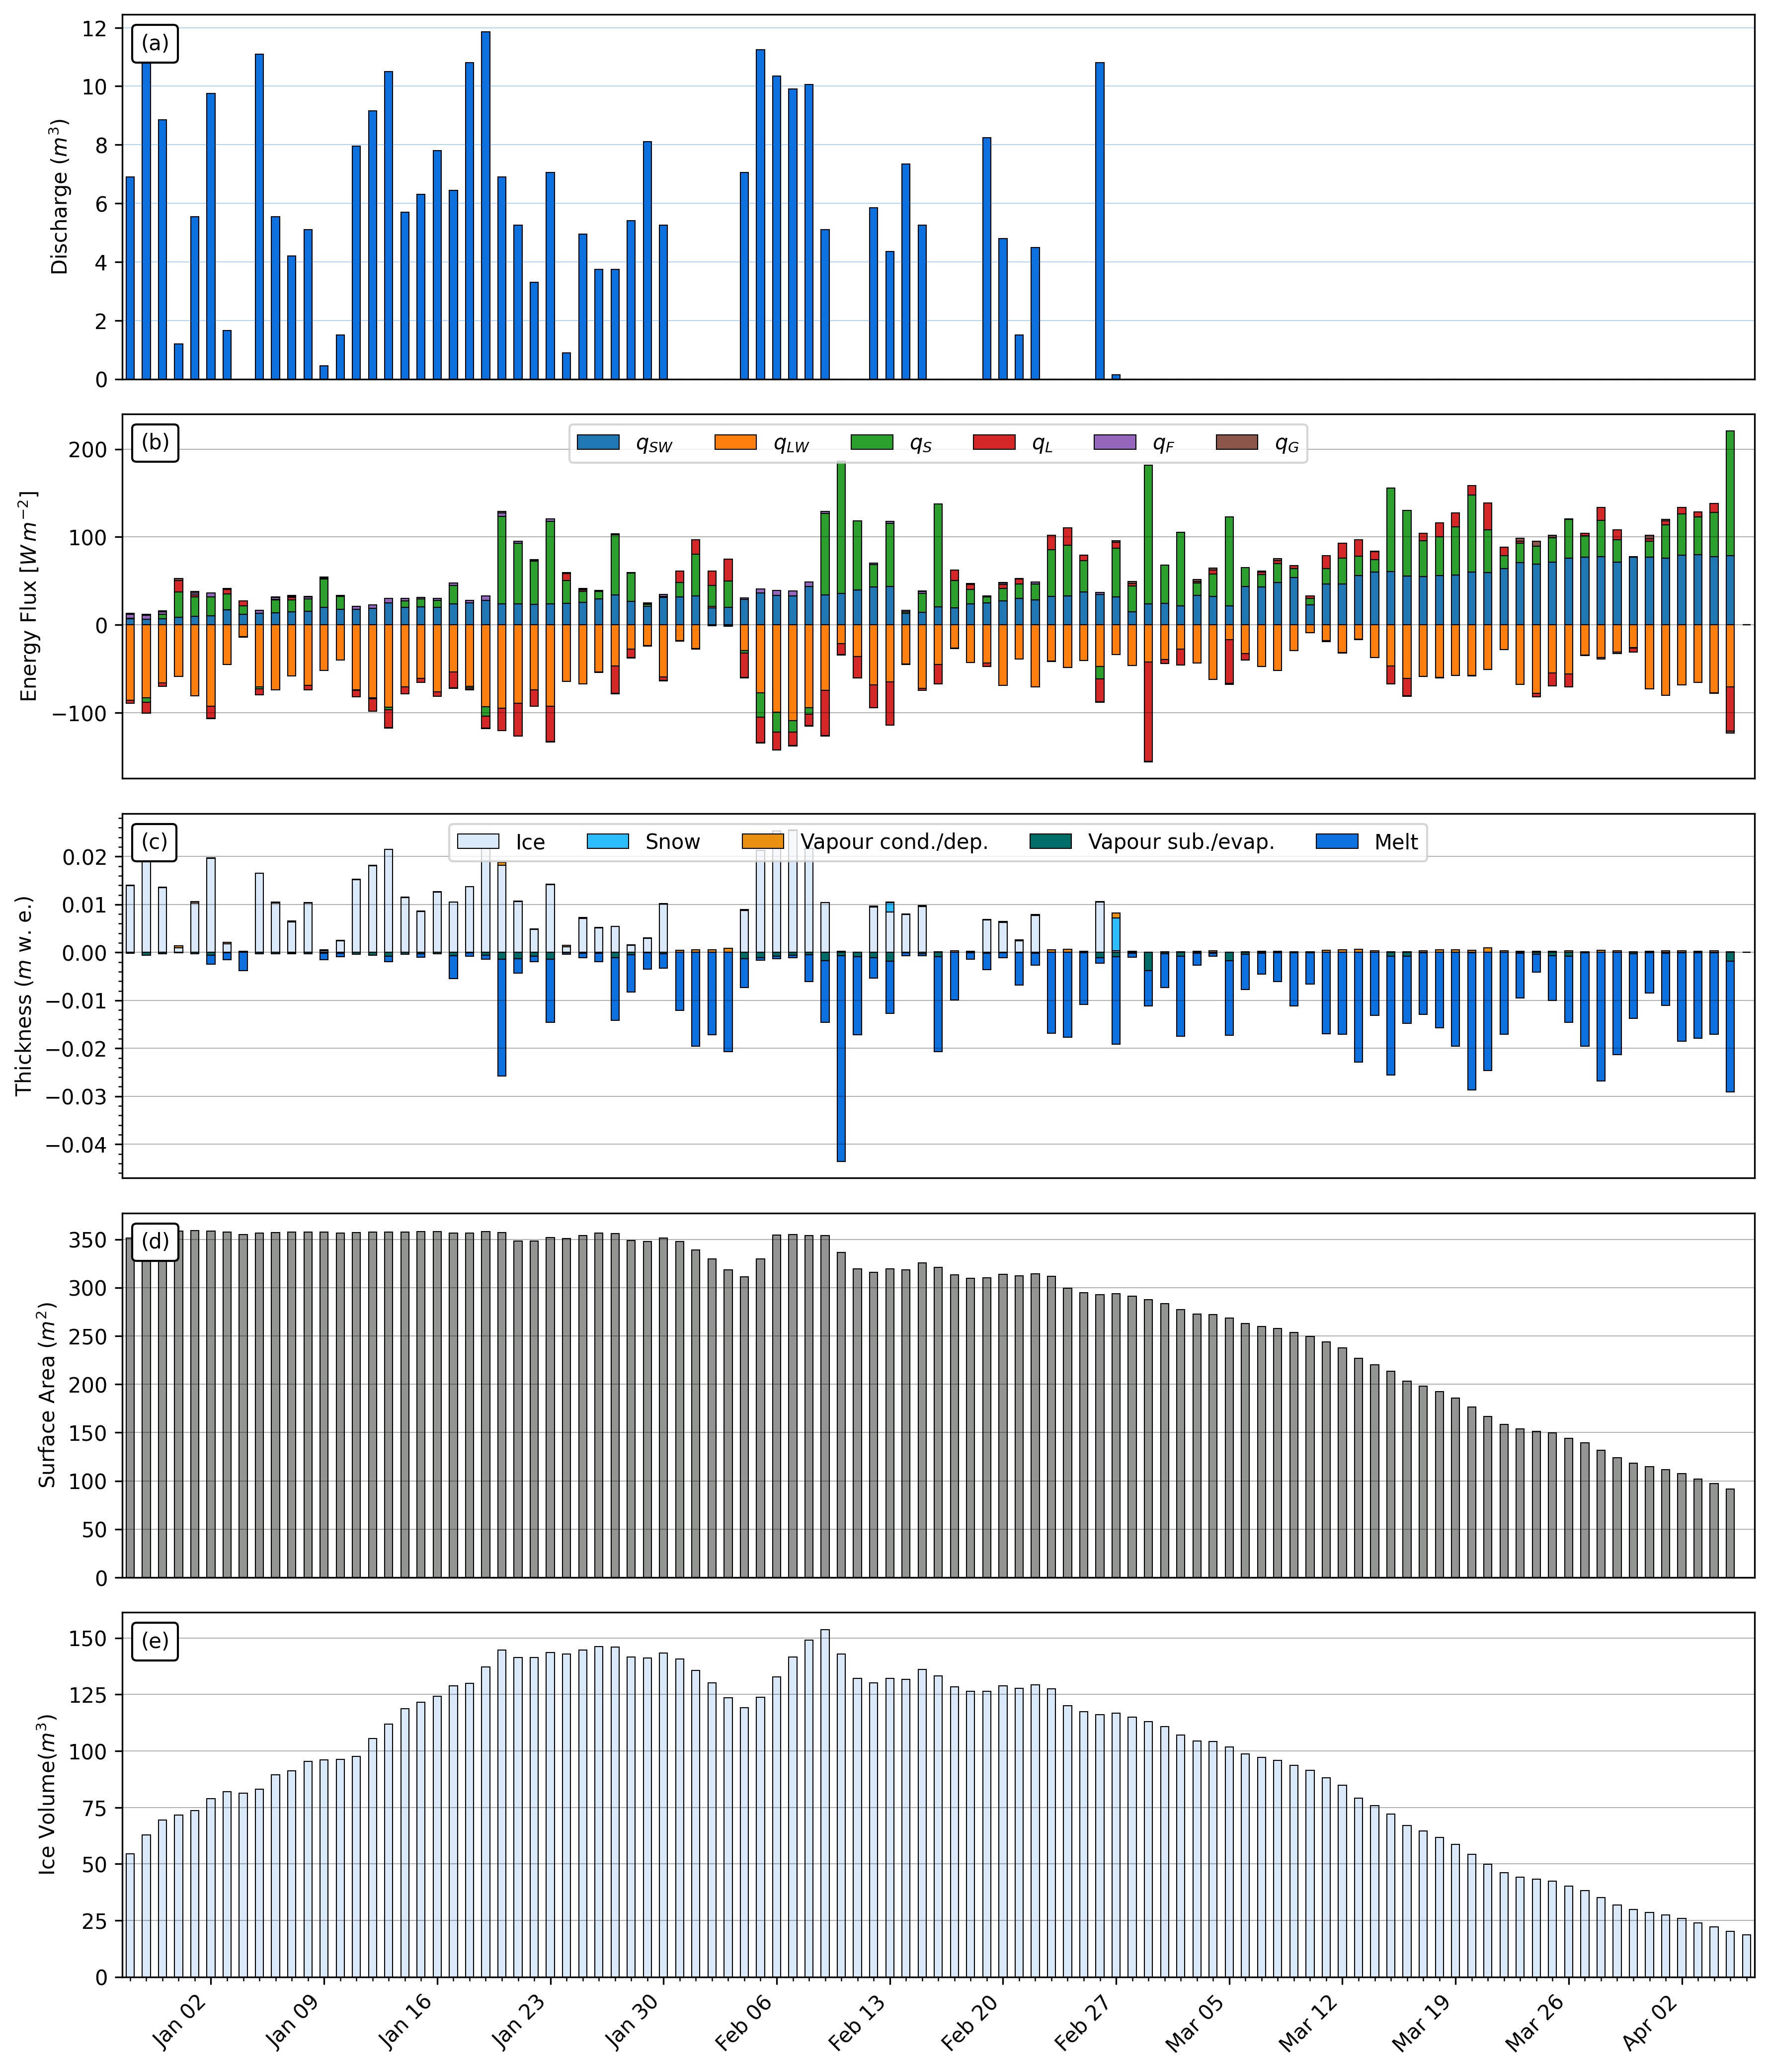 (a)
Discharge (m³)
12
10
8
6
4
2
0
(b)
q_SW q_LW q_S q_L q_F q_G
Energy Flux [W m⁻²]
200
100
0
−100
(c)
Ice Snow Vapour cond./dep. Vapour sub./evap. Melt
Thickness (m w. e.)
0.02
0.01
0.00
−0.01
−0.02
−0.03
−0.04
(d)
Surface Area (m²)
350
300
250
200
150
100
50
0
(e)
Ice Volume(m³)
150
125
100
75
50
25
0
Jan 02 Jan 09 Jan 16 Jan 23 Jan 30 Feb 06 Feb 13 Feb 20 Feb 27 Mar 05 Mar 12 Mar 19 Mar 26 Apr 02